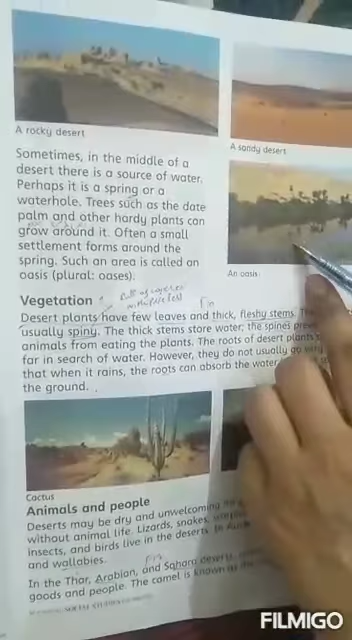 A rocky desert
A sandy desert
Sometimes, in the middle of a
desert there is a source of water.
Perhaps it is a spring or a
waterhole. Trees such as the date
palm and other hardy plants can
grow around it. Often a small
settlement forms around the
spring. Such an area is called an
oasis (plural: oases).
An oasis
Vegetation
Desert plants have few leaves and thick, fleshy stems.
usually spiny. The thick stems store water; the spines
animals from eating the plants. The roots of desert plants
far in search of water. However, they do not usually go
that when it rains, the roots can absorb the water
the ground.
Cactus
Animals and people
Deserts may be dry and unwelcoming
without animal life. Lizards, snakes,
insects, and birds live in the deserts. In
and wallabies.
In the Thar, Arabian, and Sahara deserts,
goods and people. The camel is known as
FILMIGO